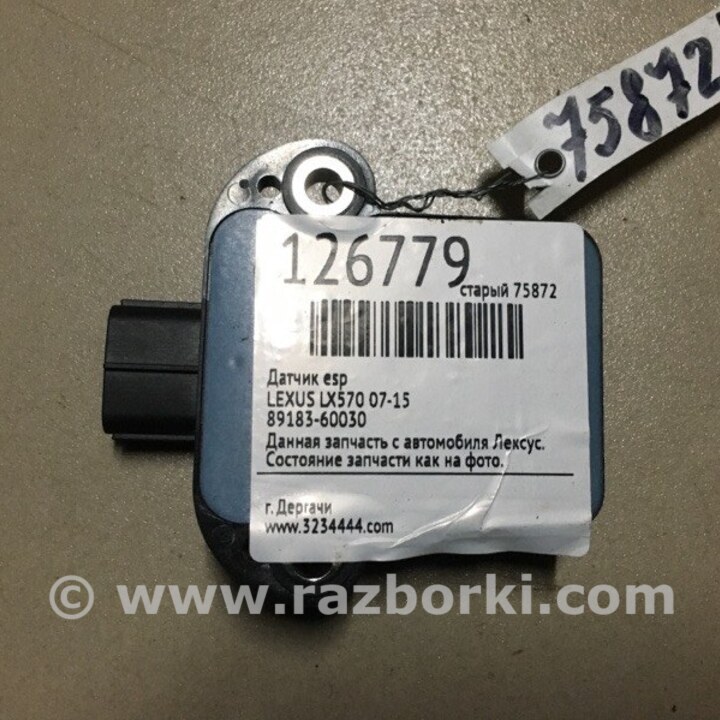 75872
126779
старый 75872
Датчик esp
LEXUS LX570 07-15
89183-60030
Данная запчасть с автомобиля Лексус.
Состояние запчасти как на фото.
г. Дергачи
www.3234444.com
© www.razborki.com